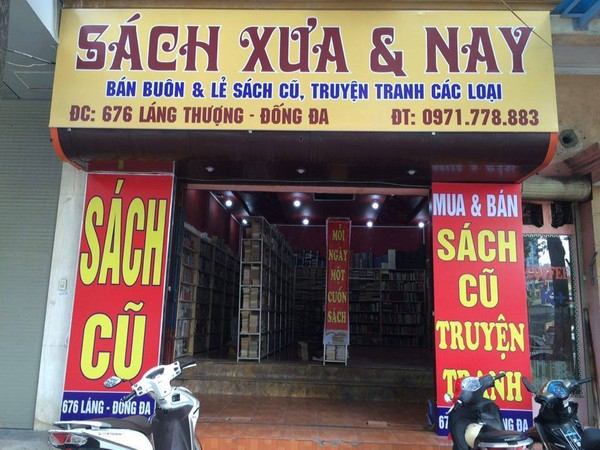 SÁCH XƯA & NAY
BÁN BUÔN & LẺ SÁCH CŨ, TRUYỆN TRANH CÁC LOẠI
ĐC: 676 LÁNG THƯỢNG - ĐỐNG ĐA ĐT: 0971.778.883
SÁCH
CŨ
676 LÁNG - ĐỐNG ĐA
MỖI
NGÀY
MỘT
CUỐN
SÁCH
MUA & BÁN
SÁCH
CŨ
TRUYỆN
TRANH